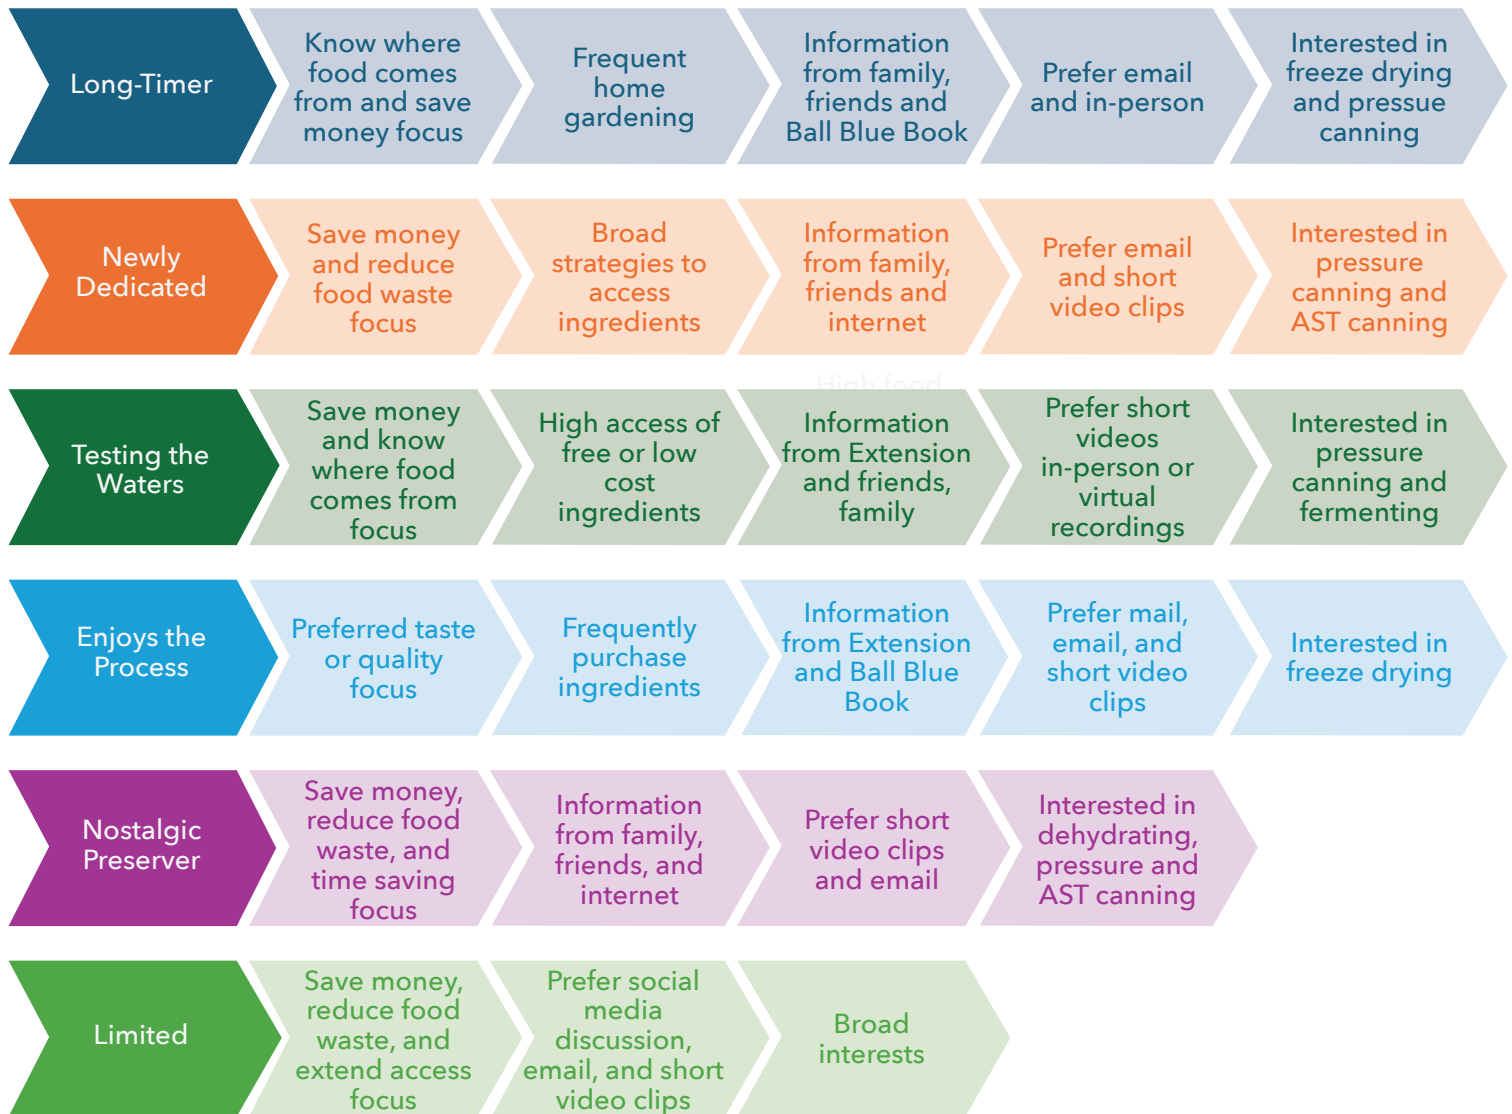 Long-Timer
Know where
food comes
from and save
money focus
Frequent
home
gardening
Information
from family,
friends and
Ball Blue Book
Prefer email
and in-person
Interested in
freeze drying
and pressue
canning
Newly
Dedicated
Save money
and reduce
food waste
focus
Broad
strategies to
access
ingredients
Information
from family,
friends and
internet
Prefer email
and short
video clips
Interested in
pressure
canning and
AST canning
High food
Testing the
Waters
Save money
and know
where food
comes from
focus
High access of
free or low
cost
ingredients
Information
from Extension
and friends,
family
Prefer short
videos
in-person or
virtual
recordings
Interested in
pressure
canning and
fermenting
Enjoys the
Process
Preferred taste
or quality
focus
Frequently
purchase
ingredients
Information
from Extension
and Ball Blue
Book
Prefer mail,
email, and
short video
clips
Interested in
freeze drying
Nostalgic
Preserver
Save money,
reduce food
waste, and
time saving
focus
Information
from family,
friends, and
internet
Prefer short
video clips
and email
Interested in
dehydrating,
pressure and
AST canning
Limited
Save money,
reduce food
waste, and
extend access
focus
Prefer social
media
discussion,
email, and short
video clips
Broad
interests